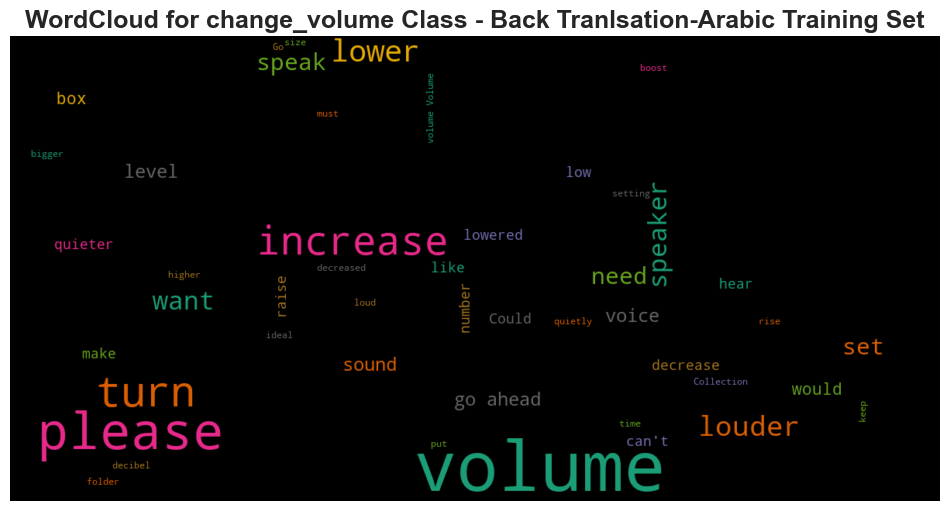 WordCloud for change_volume Class - Back Tranlsation-Arabic Training Set
Go
size
speak
lower
box
must
volume Volume
boost
bigger
level
low
setting
speaker
quieter
increase
lowered
like
higher
decreased
need
hear
want
raise
loud
number
Could
quietly
voice
rise
ideal
make
sound
decrease
set
Collection
would
turn
go ahead
keep
please
time
louder
can't
put
decibel
volume
folder